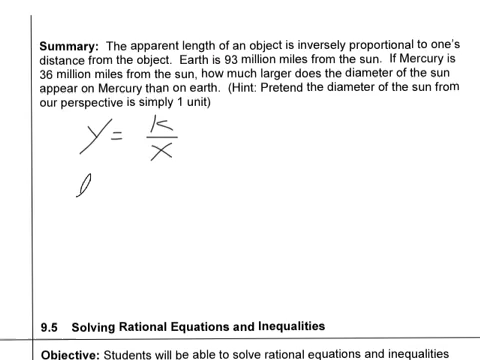 Summary: The apparent length of an object is inversely proportional to one's
distance from the object. Earth is 93 million miles from the sun. If Mercury is
36 million miles from the sun, how much larger does the diameter of the sun
appear on Mercury than on earth. (Hint: Pretend the diameter of the sun from
our perspective is simply 1 unit)
y = k/x
l
9.5 Solving Rational Equations and Inequalities
Objective: Students will be able to solve rational equations and inequalities